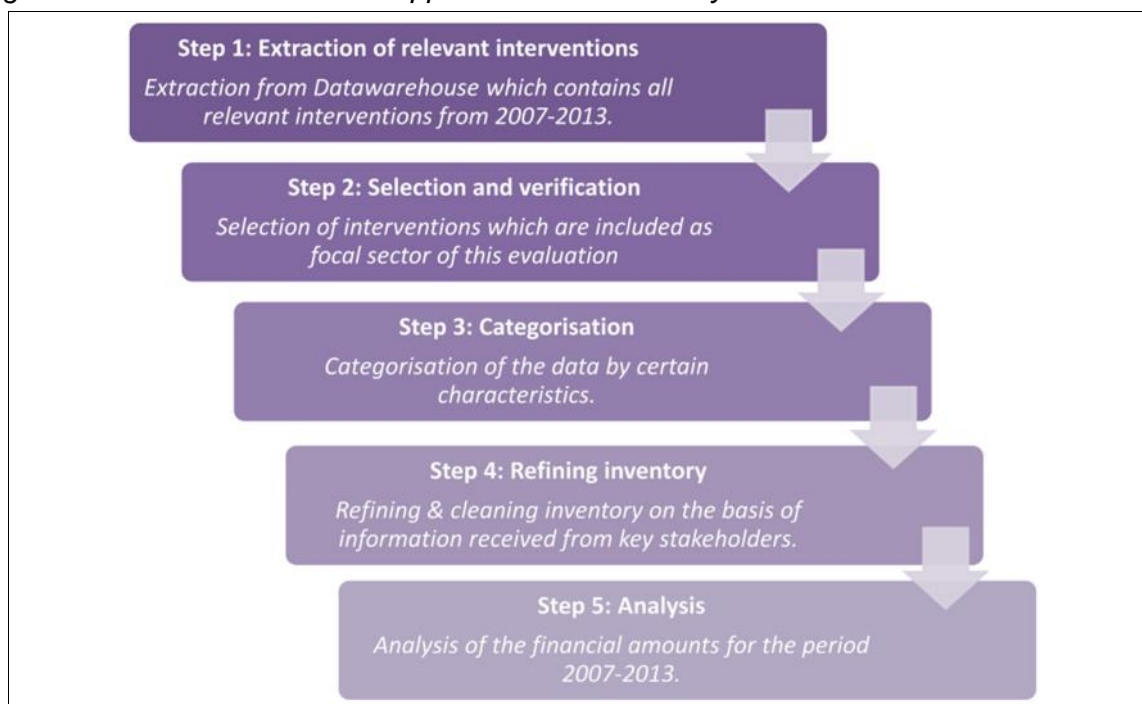 Step 1: Extraction of relevant interventions
Extraction from Datawarehouse which contains all
relevant interventions from 2007-2013.
Step 2: Selection and verification
Selection of interventions which are included as
focal sector of this evaluation
Step 3: Categorisation
Categorisation of the data by certain
characteristics.
Step 4: Refining inventory
Refining & cleaning inventory on the basis of
information received from key stakeholders.
Step 5: Analysis
Analysis of the financial amounts for the period
2007-2013.